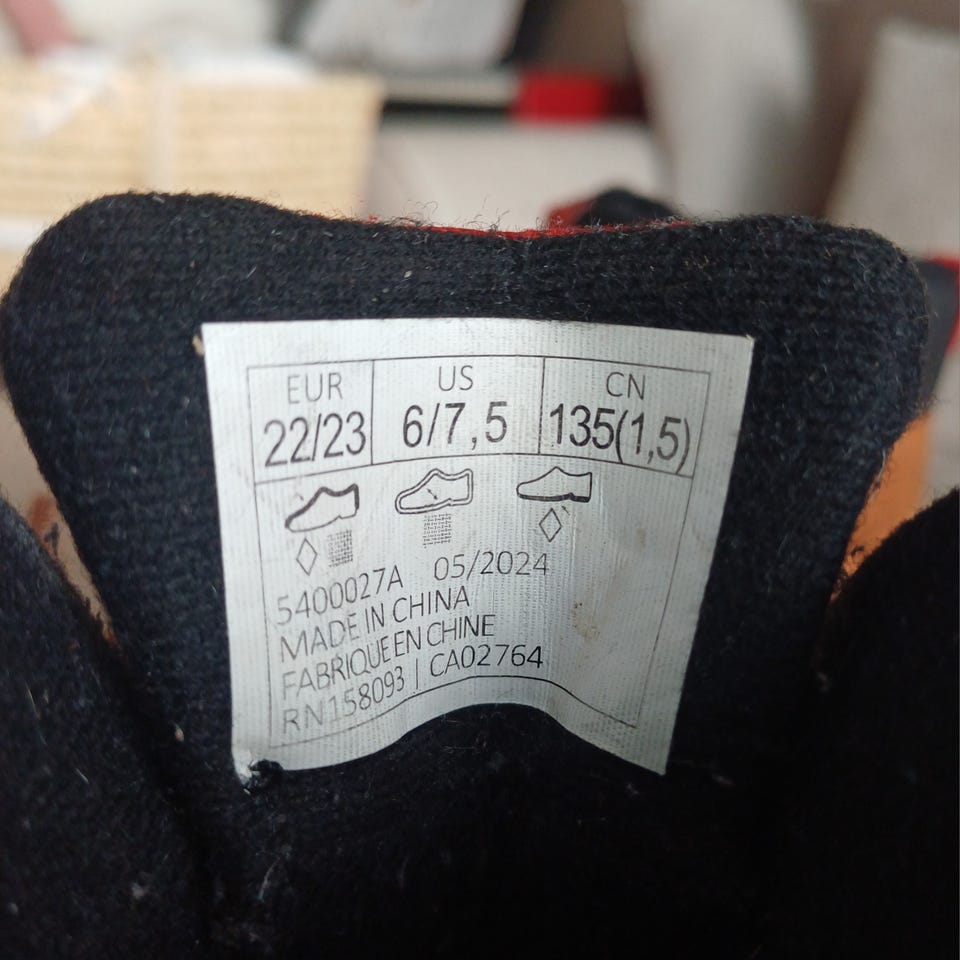 EUR US CN
22/23 6/7,5 135(1,5)
5400027A 05/2024
MADE IN CHINA
FABRIQUE EN CHINE
RN158093 | CA02764